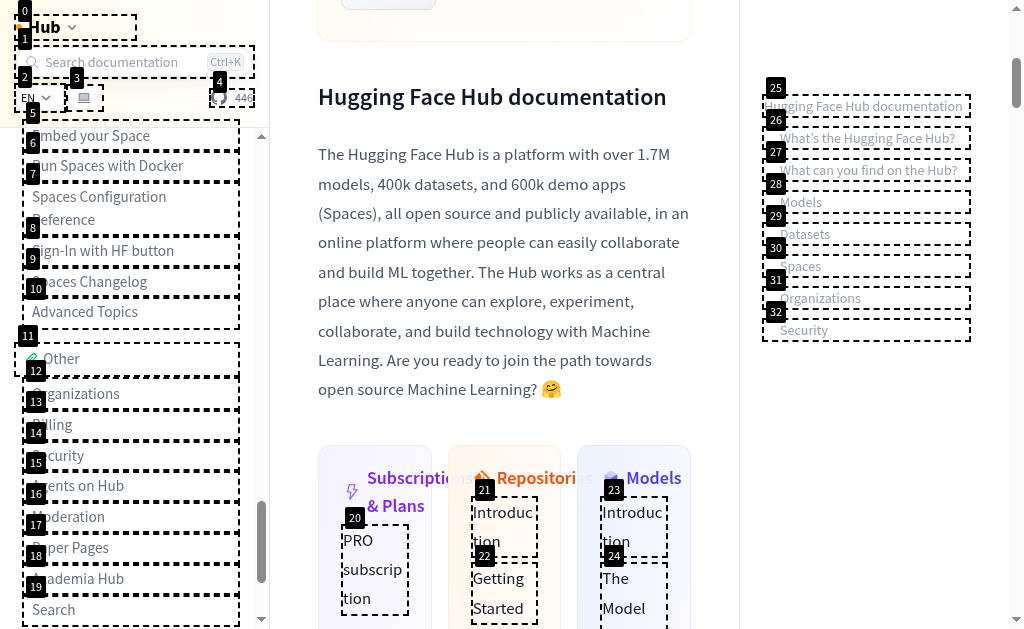 0
Hub
1
Search documentation Ctrl+K
2
3
4
EN
446
5
Embed your Space
6
Run Spaces with Docker
7
Spaces Configuration
Reference
8
Sign-In with HF button
9
Spaces Changelog
10
Advanced Topics
11
Other
12
Organizations
13
Billing
14
Security
15
Agents on Hub
16
Moderation
17
Paper Pages
18
Academia Hub
19
Search
Hugging Face Hub documentation
The Hugging Face Hub is a platform with over 1.7M
models, 400k datasets, and 600k demo apps
(Spaces), all open source and publicly available, in an
online platform where people can easily collaborate
and build ML together. The Hub works as a central
place where anyone can explore, experiment,
collaborate, and build technology with Machine
Learning. Are you ready to join the path towards
open source Machine Learning? 🤗
Subscriptions
& Plans
20
PRO
subscrip
tion
Repositories
21
Introduc
tion
22
Getting
Started
Models
23
Introduc
tion
24
The
Model
25
Hugging Face Hub documentation
26
What's the Hugging Face Hub?
27
What can you find on the Hub?
28
Models
29
Datasets
30
Spaces
31
Organizations
32
Security